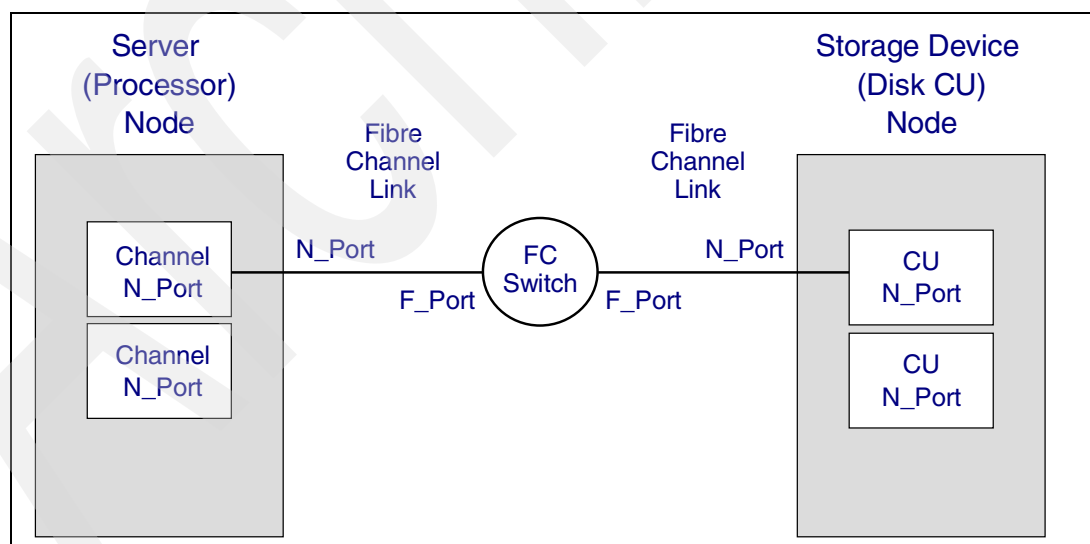 Server
(Processor)
Node
Storage Device
(Disk CU)
Node
Fibre
Channel
Link
Fibre
Channel
Link
Channel
N_Port
N_Port
F_Port
FC
Switch
N_Port
F_Port
CU
N_Port
Channel
N_Port
CU
N_Port